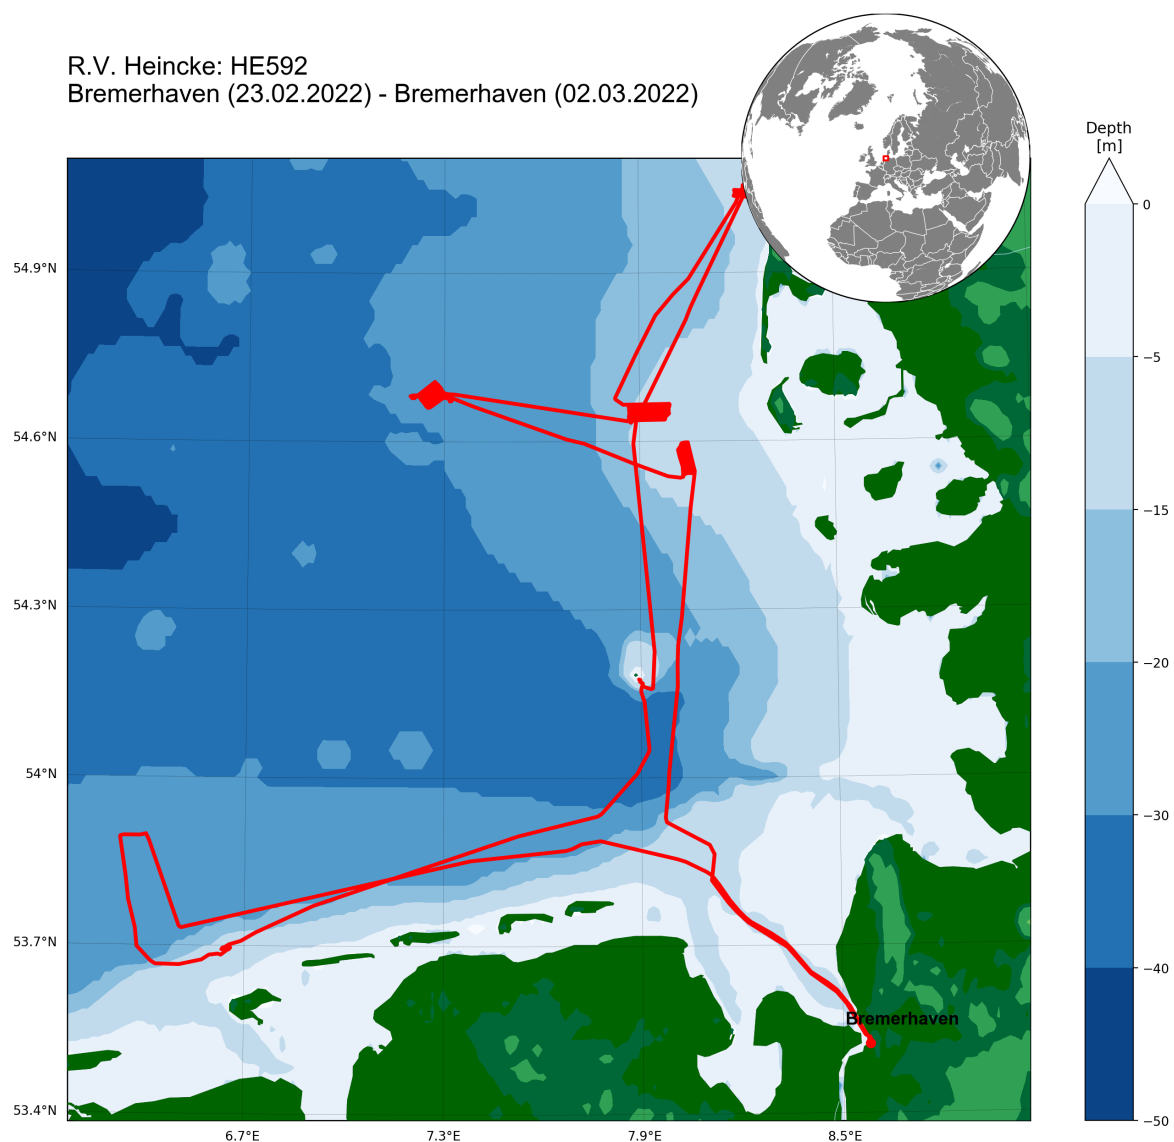 R.V. Heincke: HE592
Bremerhaven (23.02.2022) - Bremerhaven (02.03.2022)
Depth
[m]
0
−5
−15
−20
−30
−40
−50
54.9°N
54.6°N
54.3°N
54°N
53.7°N
53.4°N
Bremerhaven
6.7°E
7.3°E
7.9°E
8.5°E